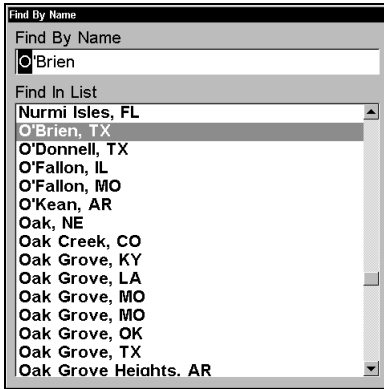 Find By Name
Find By Name
O'Brien
Find In List
Nurmi Isles, FL
O'Brien, TX
O'Donnell, TX
O'Fallon, IL
O'Fallon, MO
O'Kean, AR
Oak, NE
Oak Creek, CO
Oak Grove, KY
Oak Grove, LA
Oak Grove, MO
Oak Grove, MO
Oak Grove, OK
Oak Grove, TX
Oak Grove Heights, AR